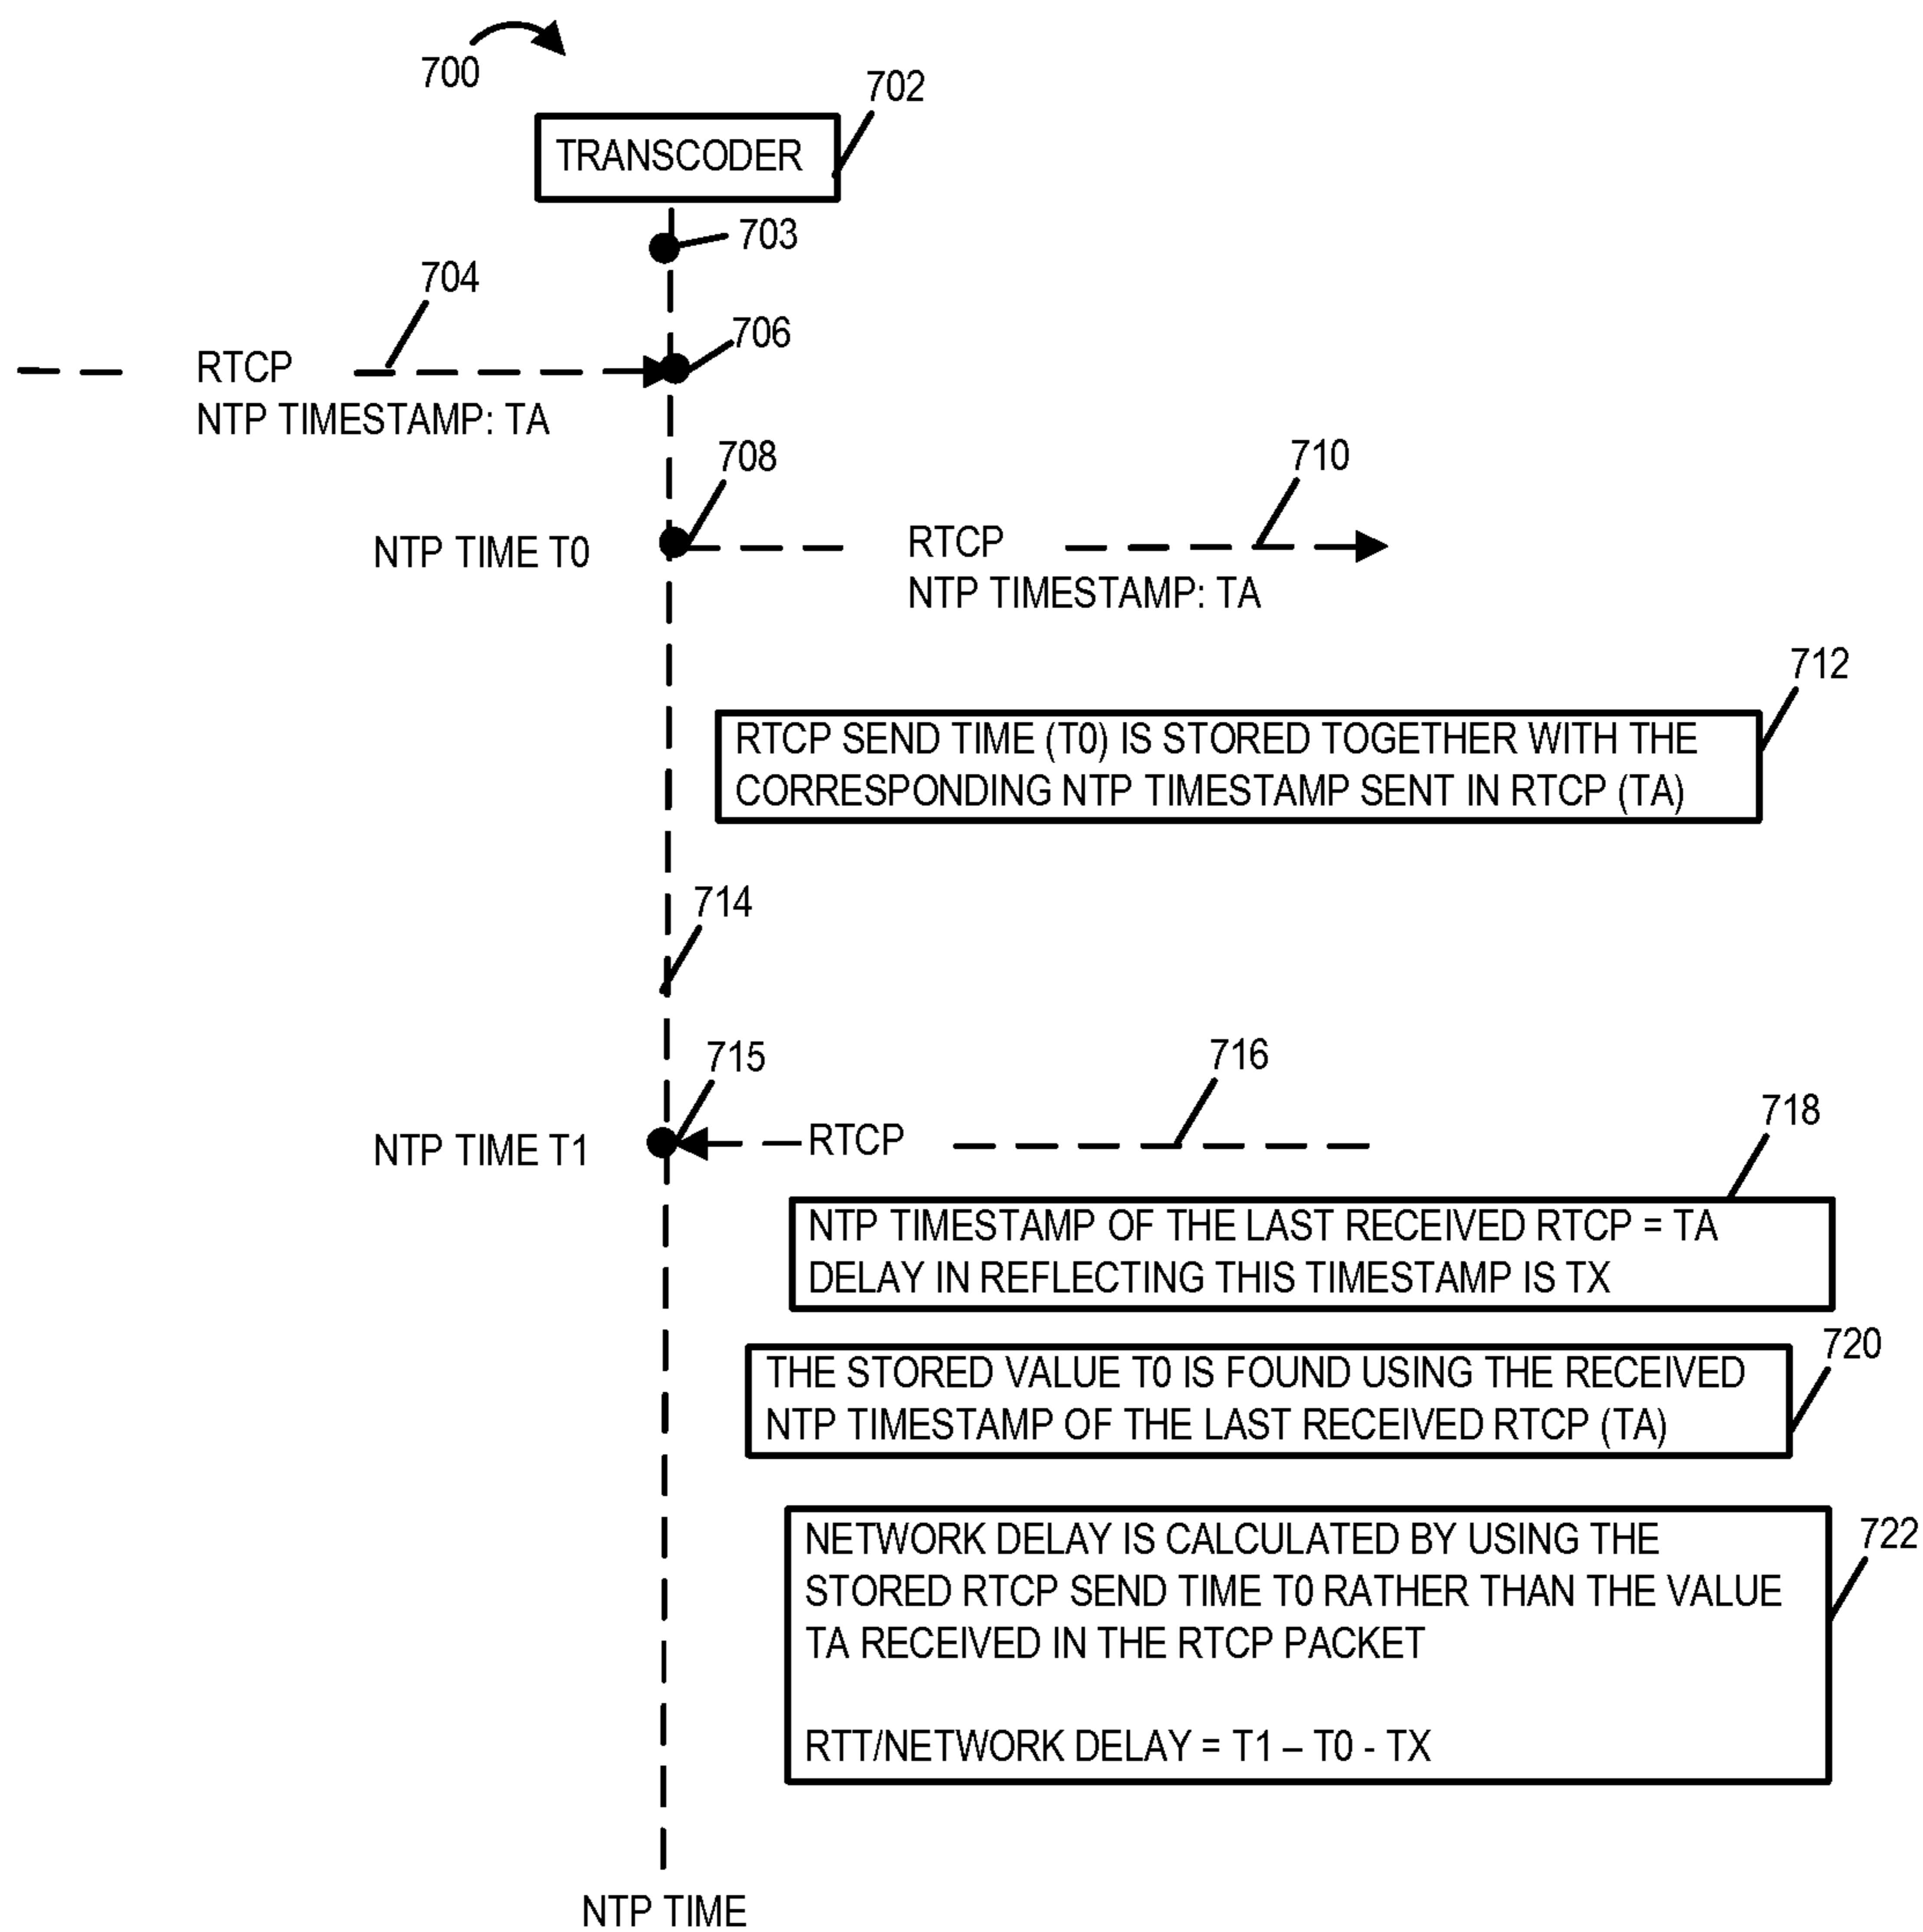 700
702
TRANSCODER
703
704
706
RTCP
NTP TIMESTAMP: TA
708
710
NTP TIME T0
RTCP
NTP TIMESTAMP: TA
712
RTCP SEND TIME (T0) IS STORED TOGETHER WITH THE
CORRESPONDING NTP TIMESTAMP SENT IN RTCP (TA)
714
715
716
NTP TIME T1
RTCP
718
NTP TIMESTAMP OF THE LAST RECEIVED RTCP = TA
DELAY IN REFLECTING THIS TIMESTAMP IS TX
720
THE STORED VALUE T0 IS FOUND USING THE RECEIVED
NTP TIMESTAMP OF THE LAST RECEIVED RTCP (TA)
722
NETWORK DELAY IS CALCULATED BY USING THE
STORED RTCP SEND TIME T0 RATHER THAN THE VALUE
TA RECEIVED IN THE RTCP PACKET
RTT/NETWORK DELAY = T1 – T0 - TX
NTP TIME